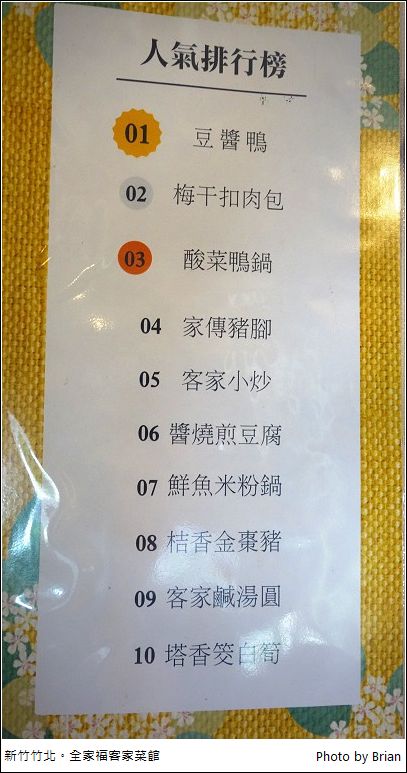 人氣排行榜
01 豆醬鴨
02 梅干扣肉包
03 酸菜鴨鍋
04 家傳豬腳
05 客家小炒
06 醬燒煎豆腐
07 鮮魚米粉鍋
08 桔香金棗豬
09 客家鹹湯圓
10 塔香筊白筍
新竹竹北。全家福客家菜館
Photo by Brian